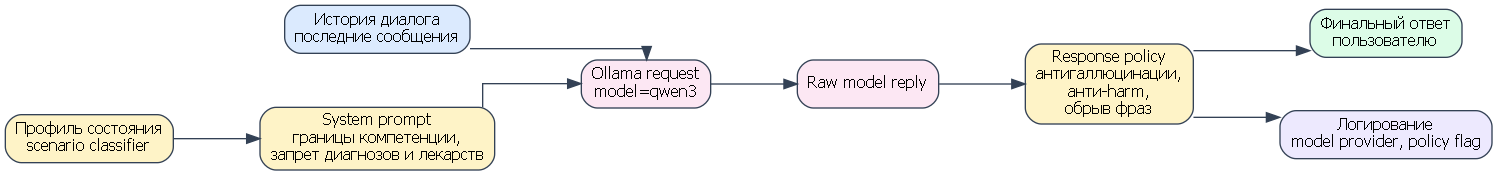 История диалога
последние сообщения
Профиль состояния
scenario classifier
System prompt
границы компетенции,
запрет диагнозов и лекарств
Ollama request
model=qwen3
Raw model reply
Response policy
антигаллюцинации,
анти-harm,
обрыв фраз
Финальный ответ
пользователю
Логирование
model provider, policy flag